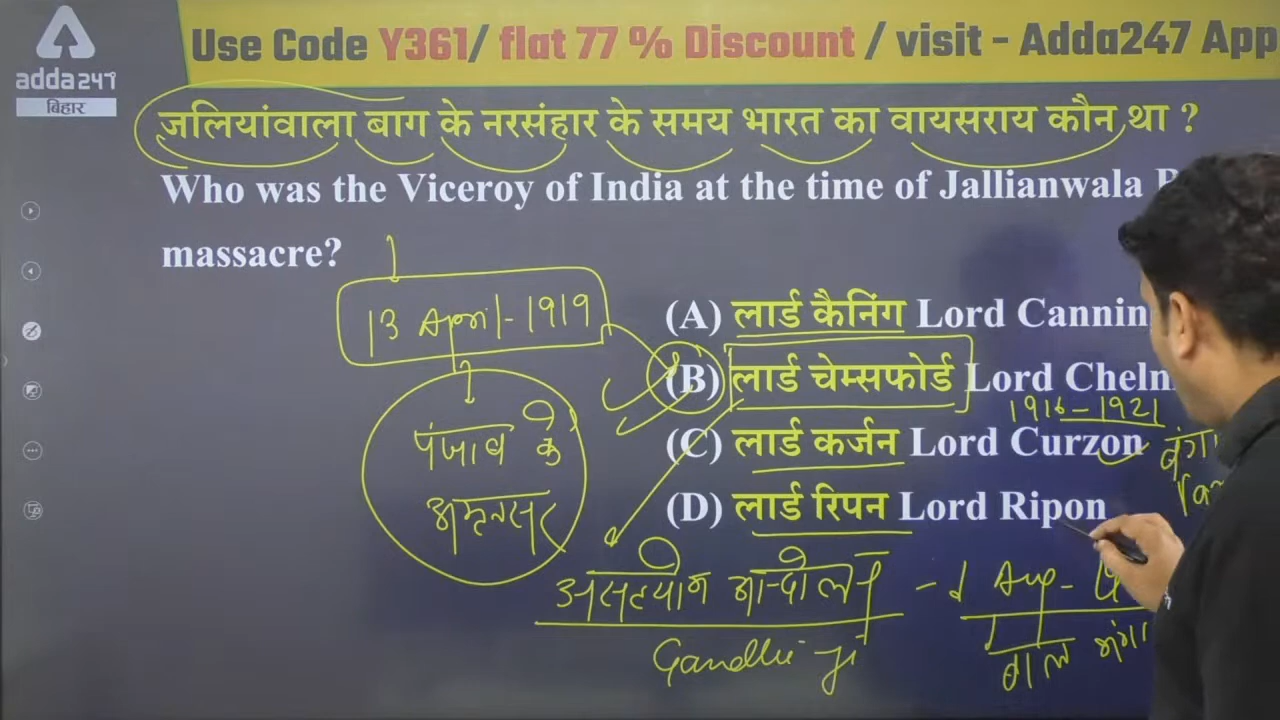 Use Code Y361/ flat 77 % Discount / visit - Adda247 App
adda247
बिहार
जलियांवाला बाग के नरसंहार के समय भारत का वायसराय कौन था ?
Who was the Viceroy of India at the time of Jallianwala
massacre?
13 April - 1919
(A) लार्ड कैनिंग Lord Cannin
(B) लार्ड चेम्सफोर्ड Lord Chelm
1916 - 1921
(C) लार्ड कर्जन Lord Curzon
पंजाब के
अमृतसर
(D) लार्ड रिपन Lord Ripon
असहयोग आन्दोलन - 1 Aug -
Gandhi ji
बाल गंगा